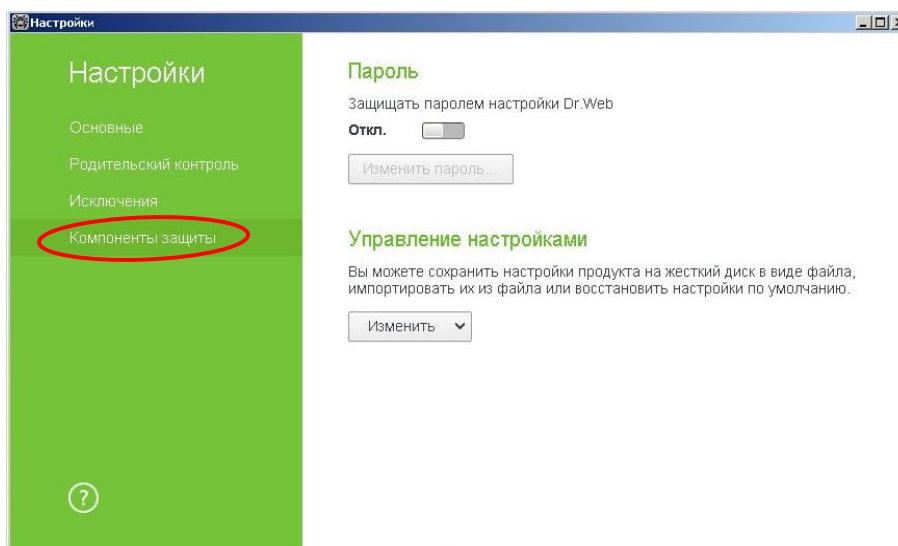 Настройки
Настройки
Основные
Родительский контроль
Исключения
Компоненты защиты
?
Пароль
Защищать паролем настройки Dr.Web
Откл.
Изменить пароль...
Управление настройками
Вы можете сохранить настройки продукта на жесткий диск в виде файла,
импортировать их из файла или восстановить настройки по умолчанию.
Изменить